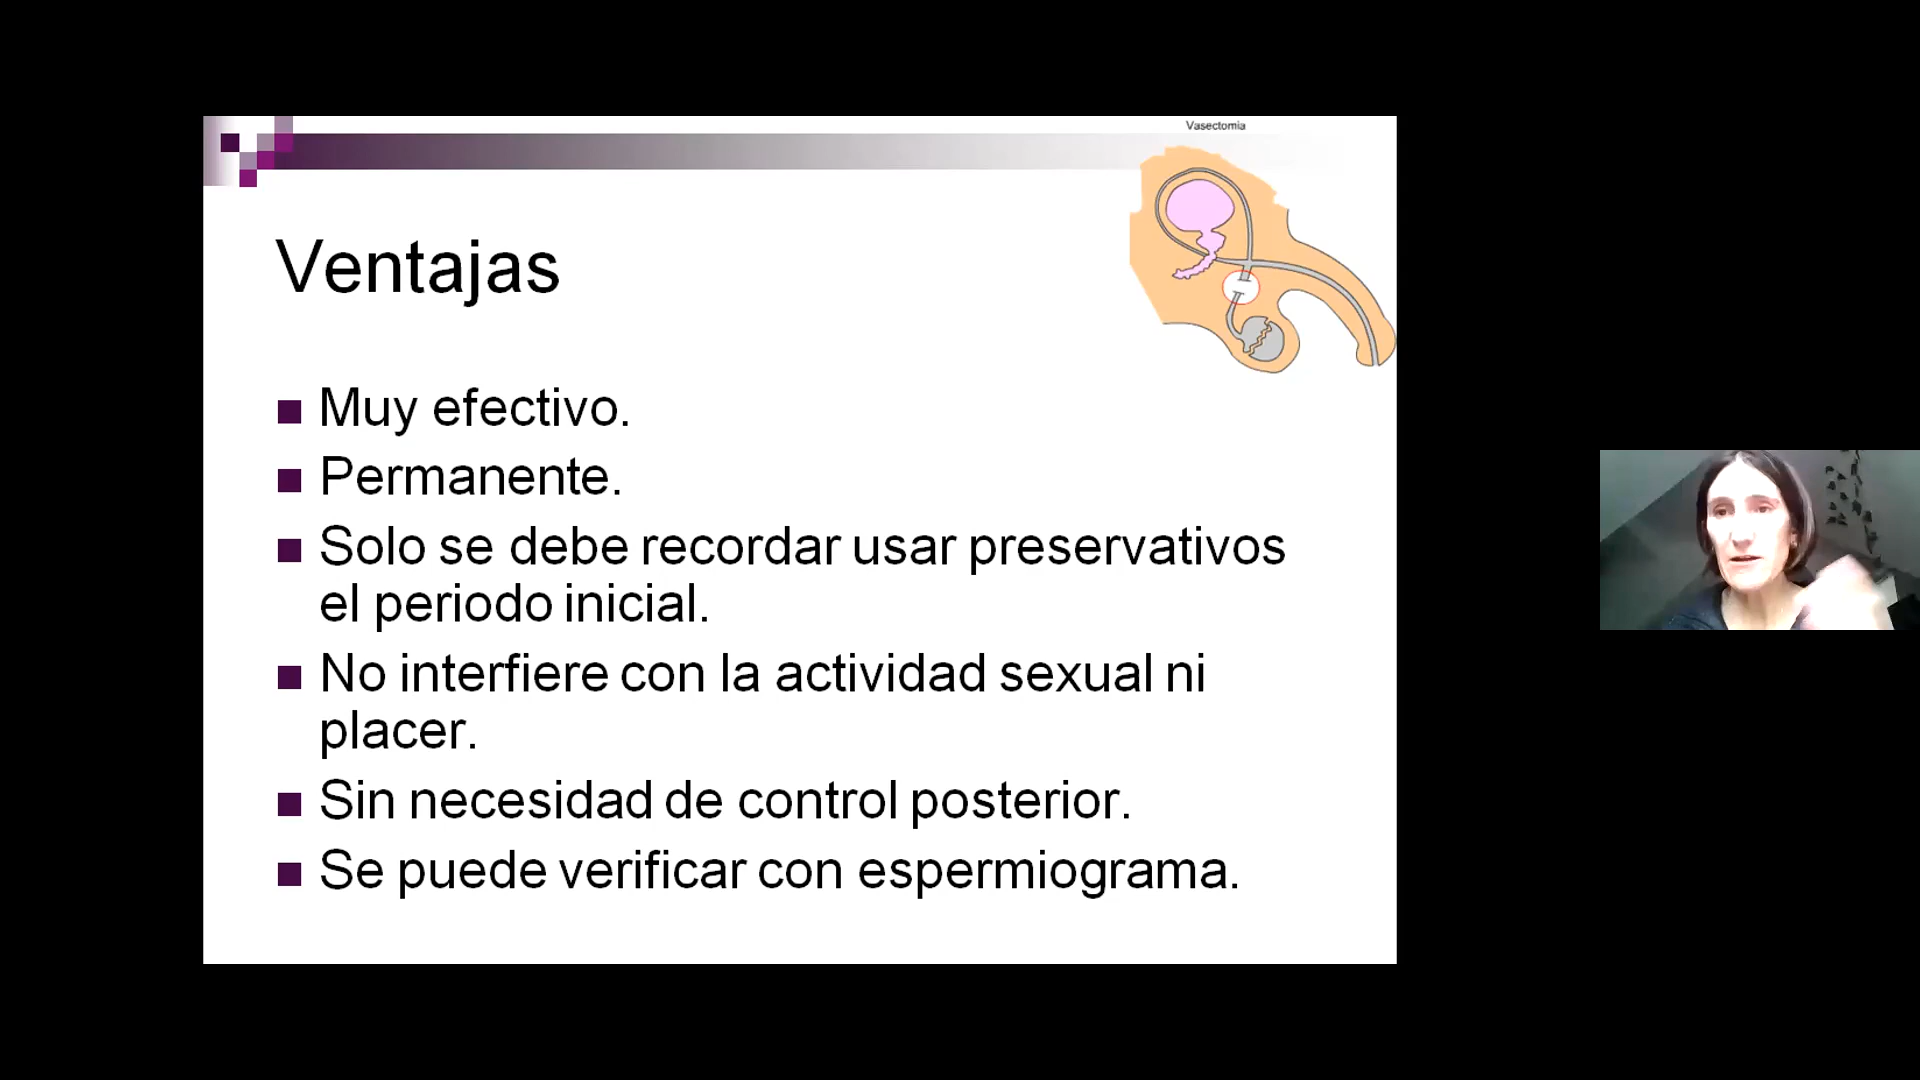 Vasectomia
Ventajas
Muy efectivo.
Permanente.
Solo se debe recordar usar preservativos
el periodo inicial.
No interfiere con la actividad sexual ni
placer.
Sin necesidad de control posterior.
Se puede verificar con espermiograma.